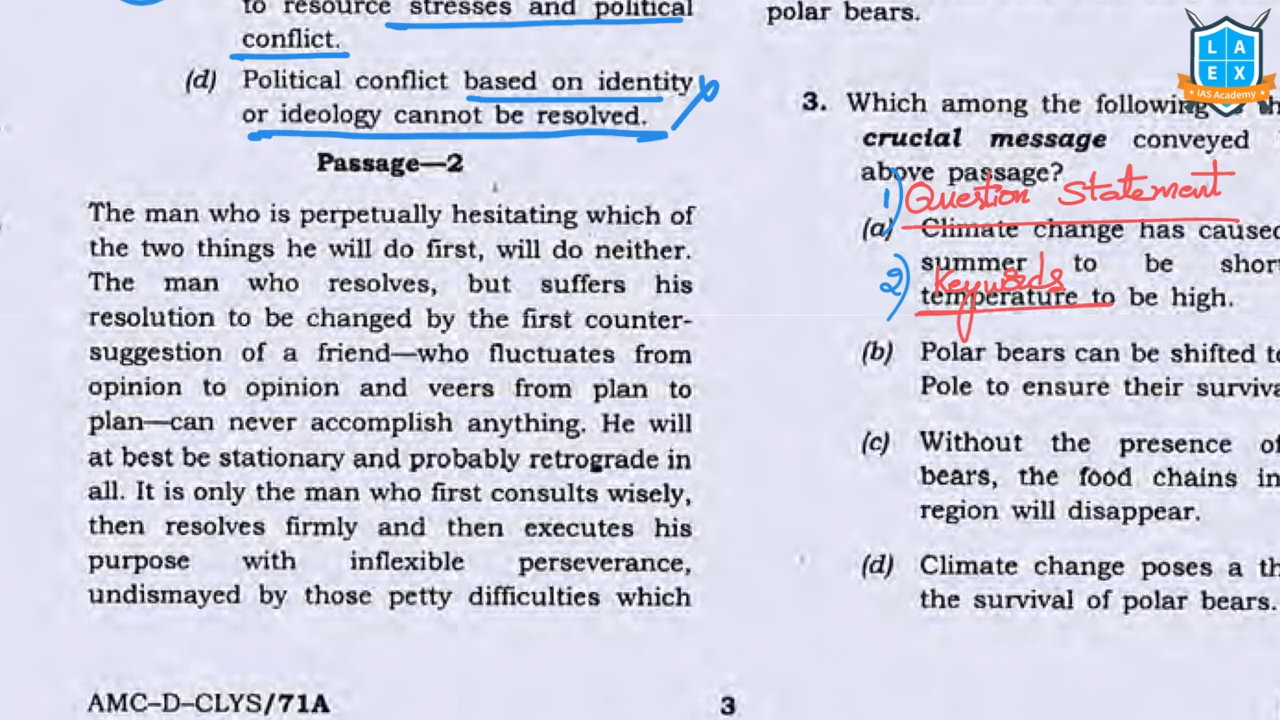 to resource stresses and political
conflict.
(d) Political conflict based on identity
or ideology cannot be resolved.
Passage—2
The man who is perpetually hesitating which of
the two things he will do first, will do neither.
The man who resolves, but suffers his
resolution to be changed by the first counter-
suggestion of a friend—who fluctuates from
opinion to opinion and veers from plan to
plan—can never accomplish anything. He will
at best be stationary and probably retrograde in
all. It is only the man who first consults wisely,
then resolves firmly and then executes his
purpose with inflexible perseverance,
undismayed by those petty difficulties which
AMC–D–CLYS/71A
3
polar bears.
3. Which among the following
crucial message conveyed
above passage?
1) Question Statement
(a) Climate change has caused
summer to be
2) Keywords
temperature to be high.
(b) Polar bears can be shifted
Pole to ensure their
(c) Without the presence
bears, the food chains in
region will disappear.
(d) Climate change poses a
the survival of polar bears.
L A
E X
IAS Academy